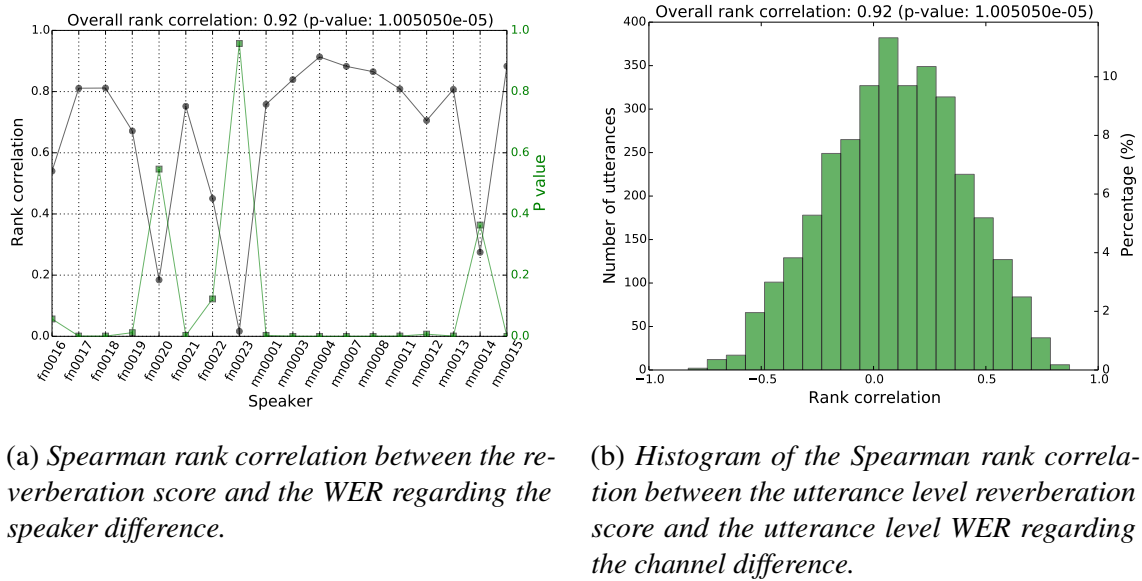 Overall rank correlation: 0.92 (p-value: 1.005050e-05)
1.0
0.8
0.6
0.4
0.2
0.0
Rank correlation
1.0
0.8
0.6
0.4
0.2
0.0
P value
fn0016
fn0017
fn0018
fn0019
fn0020
fn0021
fn0022
fn0023
mn0001
mn0003
mn0004
mn0007
mn0008
mn0011
mn0012
mn0013
mn0014
mn0015
Speaker
Overall rank correlation: 0.92 (p-value: 1.005050e-05)
400
350
300
250
200
150
100
50
0
Number of utterances
10
8
6
4
2
0
Percentage (%)
−1.0 −0.5 0.0 0.5 1.0
Rank correlation
(a) Spearman rank correlation between the re-
verberation score and the WER regarding the
speaker difference.
(b) Histogram of the Spearman rank correla-
tion between the utterance level reverberation
score and the utterance level WER regarding
the channel difference.